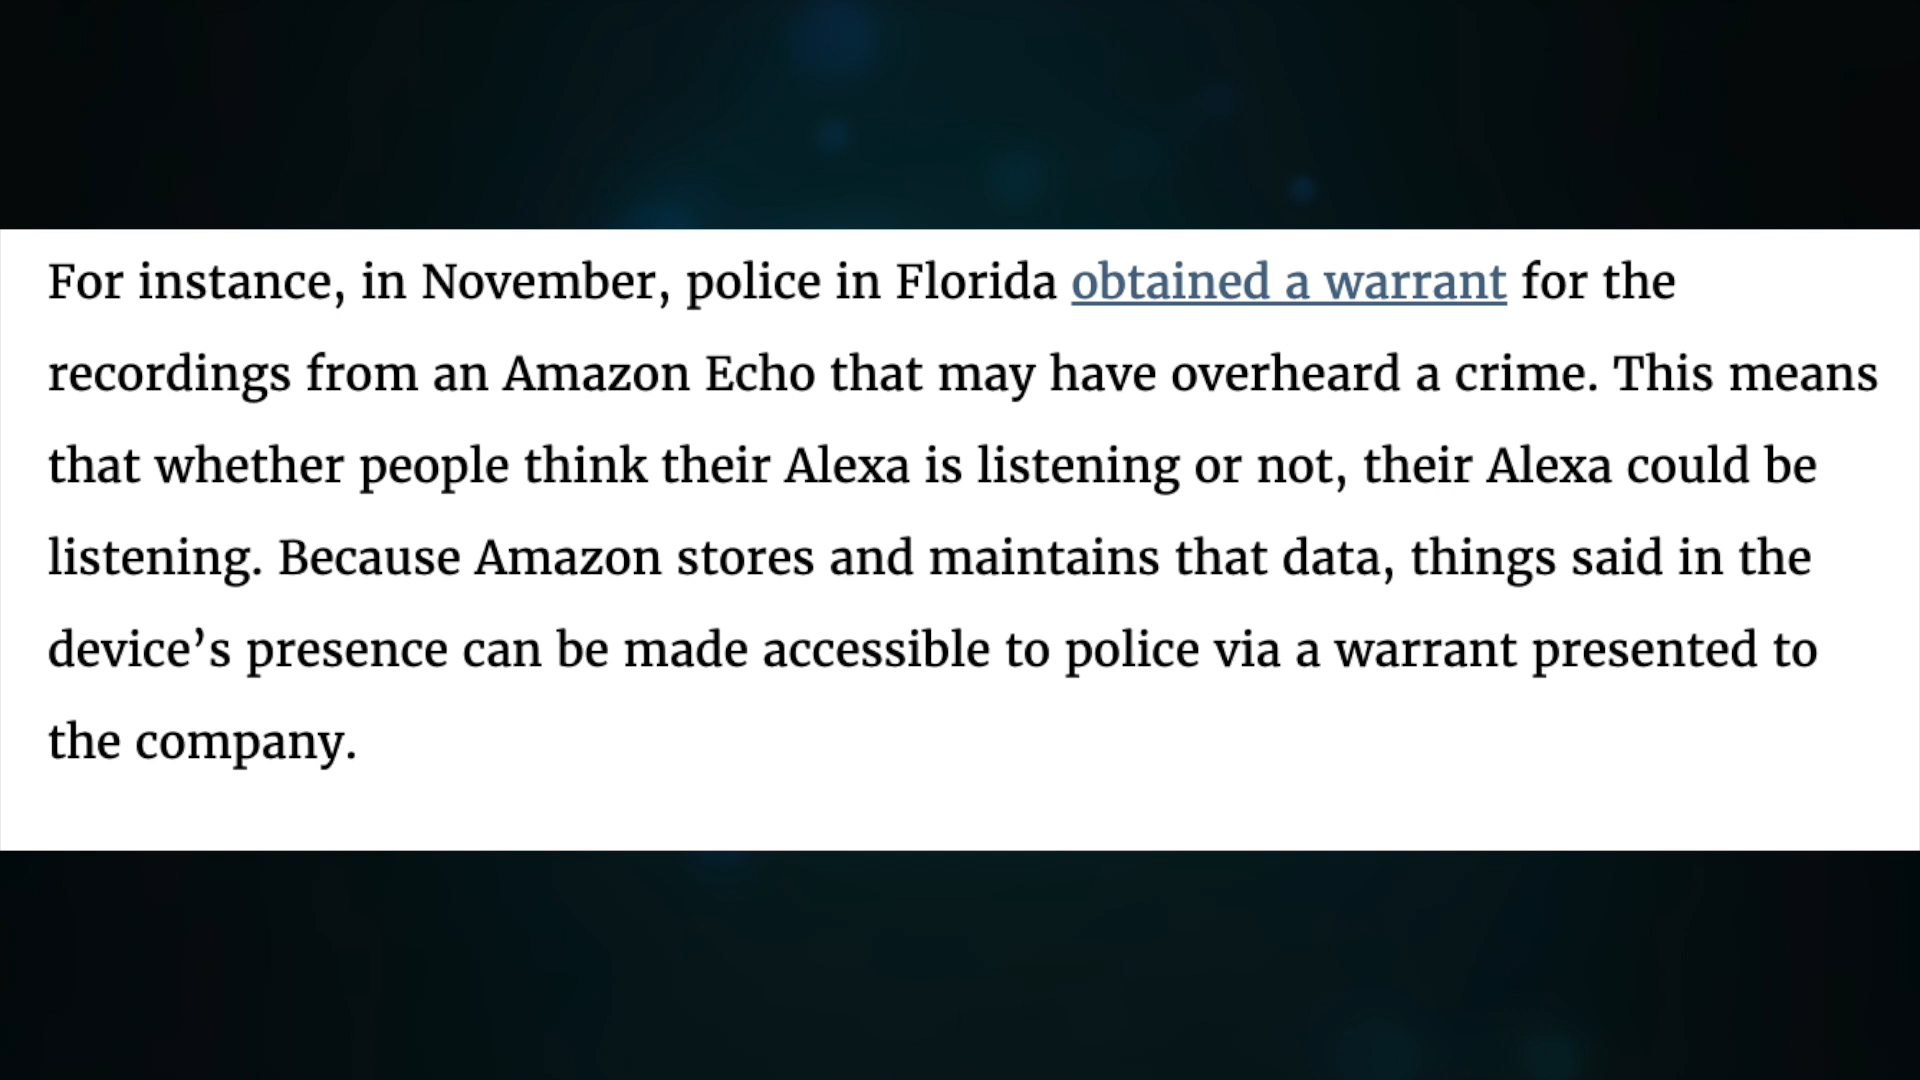 For instance, in November, police in Florida obtained a warrant for the
recordings from an Amazon Echo that may have overheard a crime. This means
that whether people think their Alexa is listening or not, their Alexa could be
listening. Because Amazon stores and maintains that data, things said in the
device’s presence can be made accessible to police via a warrant presented to
the company.